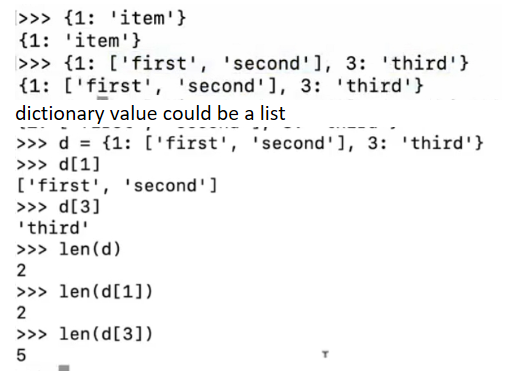 >>> {1: 'item'}
{1: 'item'}
>>> {1: ['first', 'second'], 3: 'third'}
{1: ['first', 'second'], 3: 'third'}
dictionary value could be a list
>>> d = {1: ['first', 'second'], 3: 'third'}
>>> d[1]
['first', 'second']
>>> d[3]
'third'
>>> len(d)
2
>>> len(d[1])
2
>>> len(d[3])
5